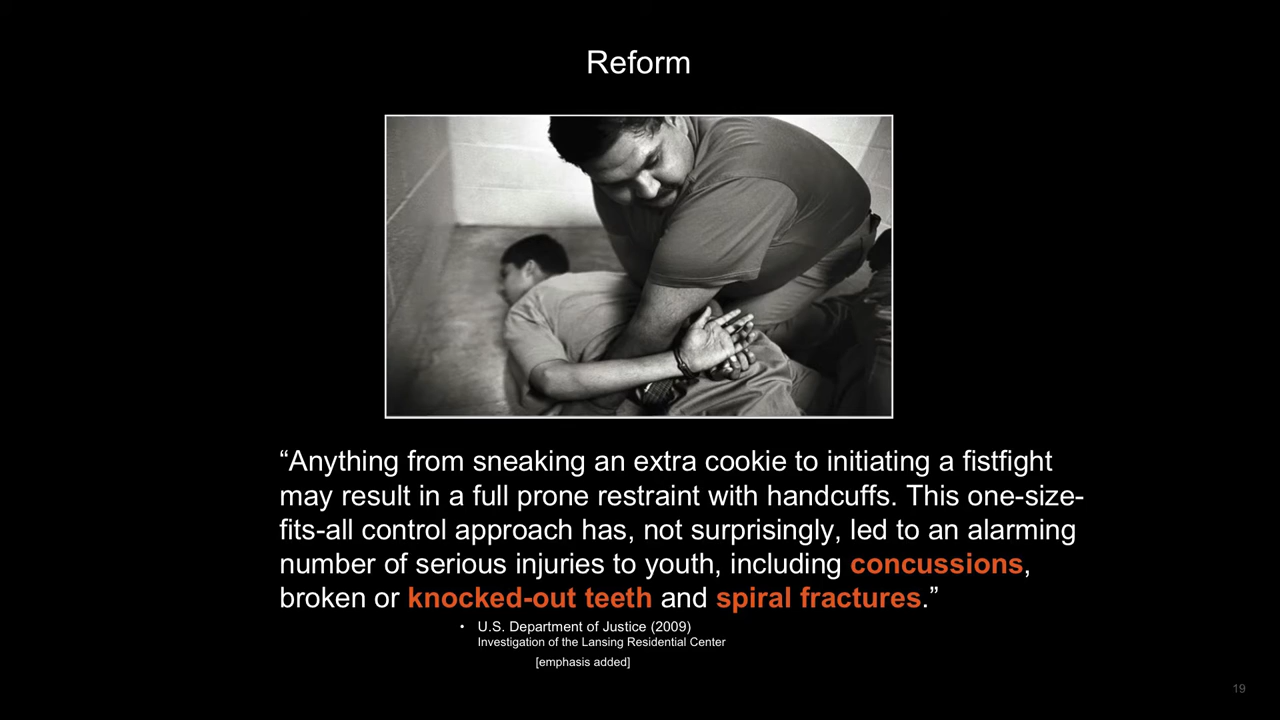 Reform
“Anything from sneaking an extra cookie to initiating a fistfight
may result in a full prone restraint with handcuffs. This one-size-
fits-all control approach has, not surprisingly, led to an alarming
number of serious injuries to youth, including concussions,
broken or knocked-out teeth and spiral fractures.”
• U.S. Department of Justice (2009)
Investigation of the Lansing Residential Center
[emphasis added]
19